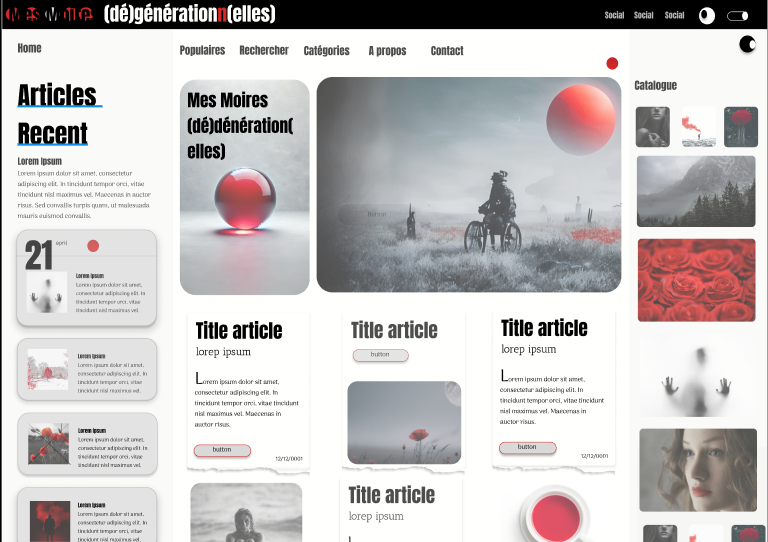 Mes Moires (dé)génération(elles)
Social Social Social
Home
Populaires Rechercher Catégories A propos Contact
Articles
Recent
Lorem Ipsum
Lorem ipsum dolor sit amet, consectetur
adipiscing elit. In tincidunt tempor orci, vitae
tincidunt nisl maximus vel. Maecenas in auctor
risus. Sed convallis turpis quam, ut malesuada
mauris euismod convallis.
21 april
Lorem ipsum
Lorem ipsum dolor sit amet,
consectetur adipiscing elit. In
tincidunt tempor orci, vitae
tincidunt nisl maximus vel.
Lorem ipsum
Lorem ipsum dolor sit amet,
consectetur adipiscing elit. In
tincidunt tempor orci, vitae
tincidunt nisl maximus vel.
Lorem ipsum
Lorem ipsum dolor sit amet,
consectetur adipiscing elit. In
tincidunt tempor orci, vitae
tincidunt nisl maximus vel.
Lorem ipsum
Lorem ipsum dolor sit amet,
consectetur adipiscing elit. In
tincidunt tempor orci, vitae
tincidunt nisl maximus vel.
Mes Moires
(dé)dénération(
elles)
Button
Title article
lorep ipsum
Lorem ipsum dolor sit amet,
consectetur adipiscing elit. In
tincidunt tempor orci, vitae tincidunt
nisl maximus vel. Maecenas in
auctor risus.
button
12/12/0001
Title article
button
Title article
lorep ipsum
Lorem ipsum dolor sit amet,
consectetur adipiscing elit. In
tincidunt tempor orci, vitae tincidunt
nisl maximus vel. Maecenas in
auctor risus.
button
12/12/0001
Title article
lorep ipsum
Catalogue